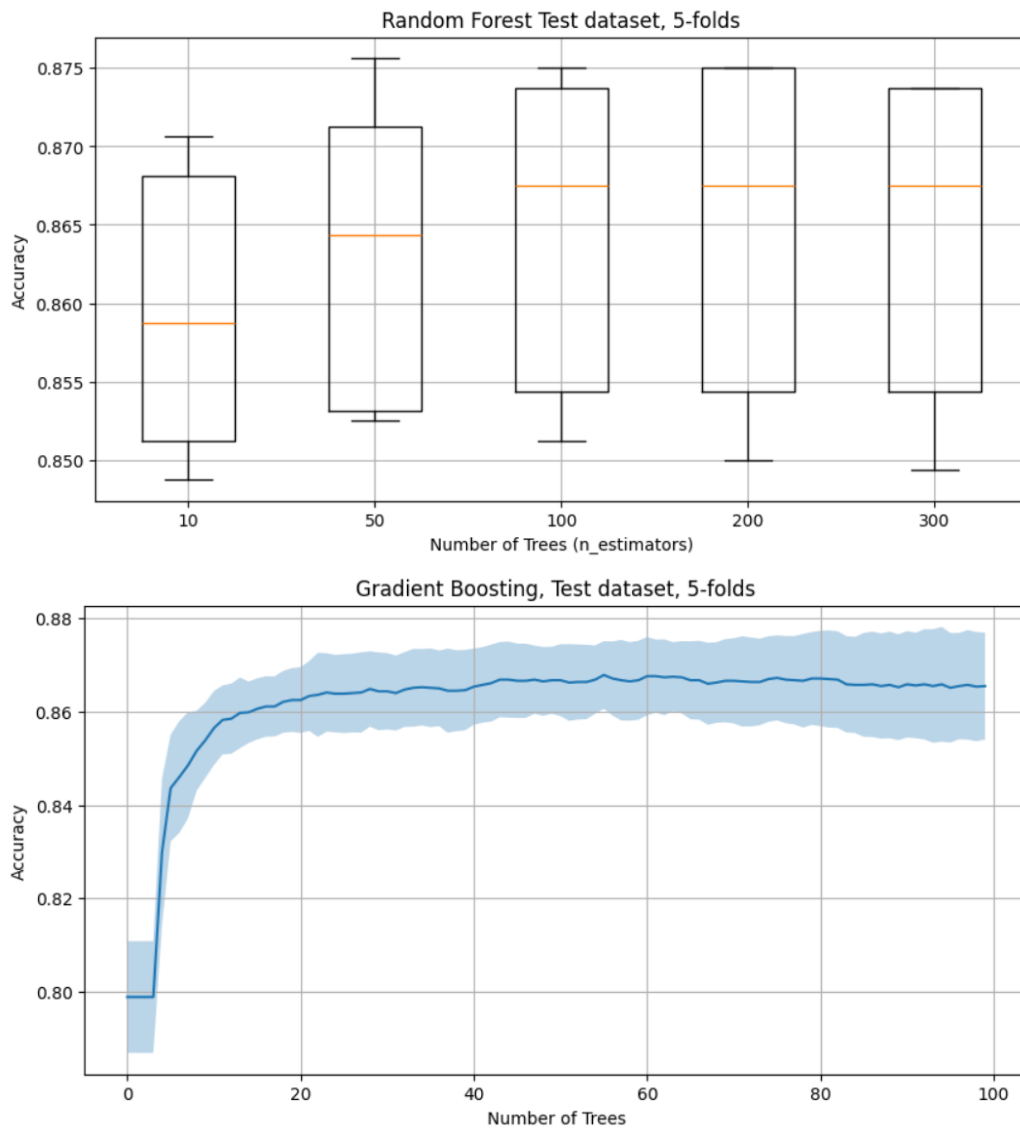 Random Forest Test dataset, 5-folds
0.875
0.870
0.865
0.860
0.855
0.850
Accuracy
10 50 100 200 300
Number of Trees (n_estimators)
Gradient Boosting, Test dataset, 5-folds
0.88
0.86
0.84
0.82
0.80
Accuracy
0 20 40 60 80 100
Number of Trees